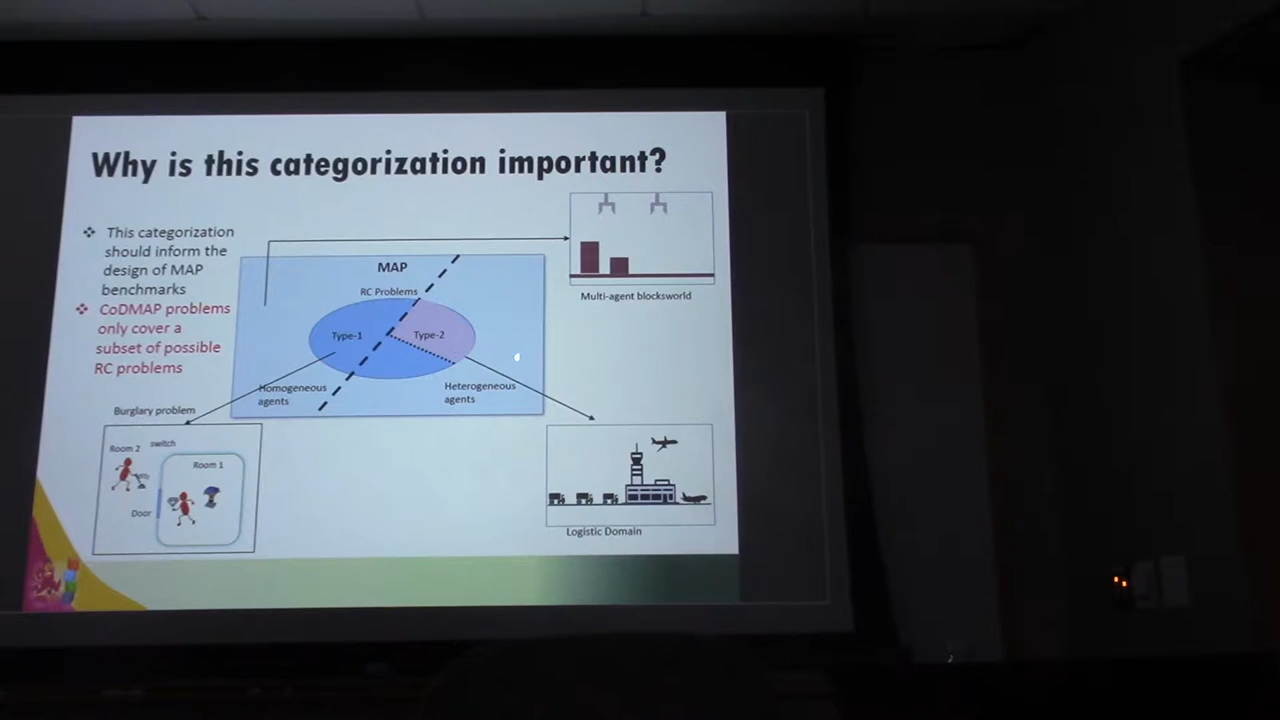 Why is this categorization important?
❖ This categorization
should inform the
design of MAP
benchmarks
❖ CoDMAP problems
only cover a
subset of possible
RC problems
MAP
RC Problems
Type-1
Type-2
Homogeneous
agents
Heterogeneous
agents
Multi-agent blocksworld
Burglary problem
Room 2
switch
Room 1
Door
Logistic Domain